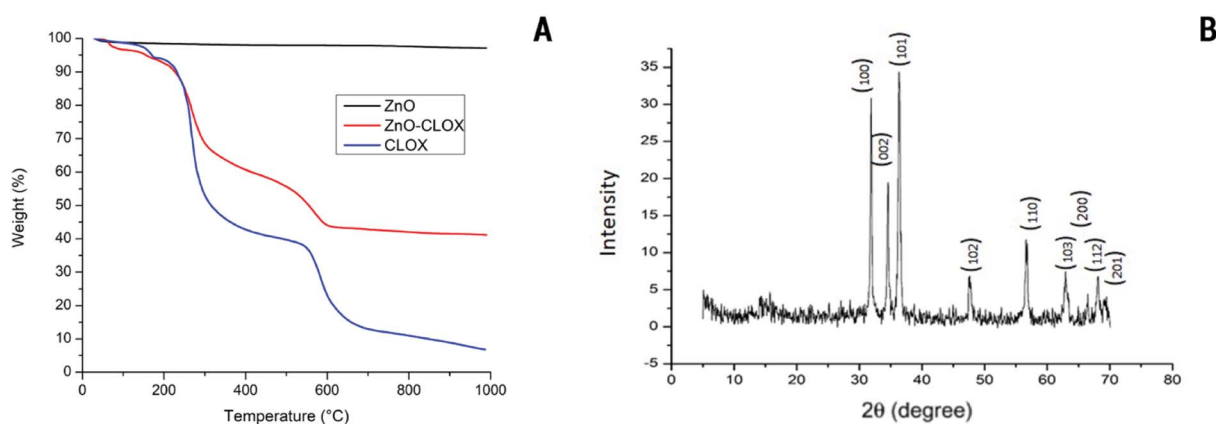 A
100
90
80
70
60
50
40
30
20
10
0
Weight (%)
0 200 400 600 800 1000
Temperature (°C)
ZnO
ZnO-CLOX
CLOX
B
35
30
25
20
15
10
5
0
-5
Intensity
0 10 20 30 40 50 60 70 80
2θ (degree)
(100)
(002)
(101)
(102)
(110)
(103)
(200)
(112)
(201)